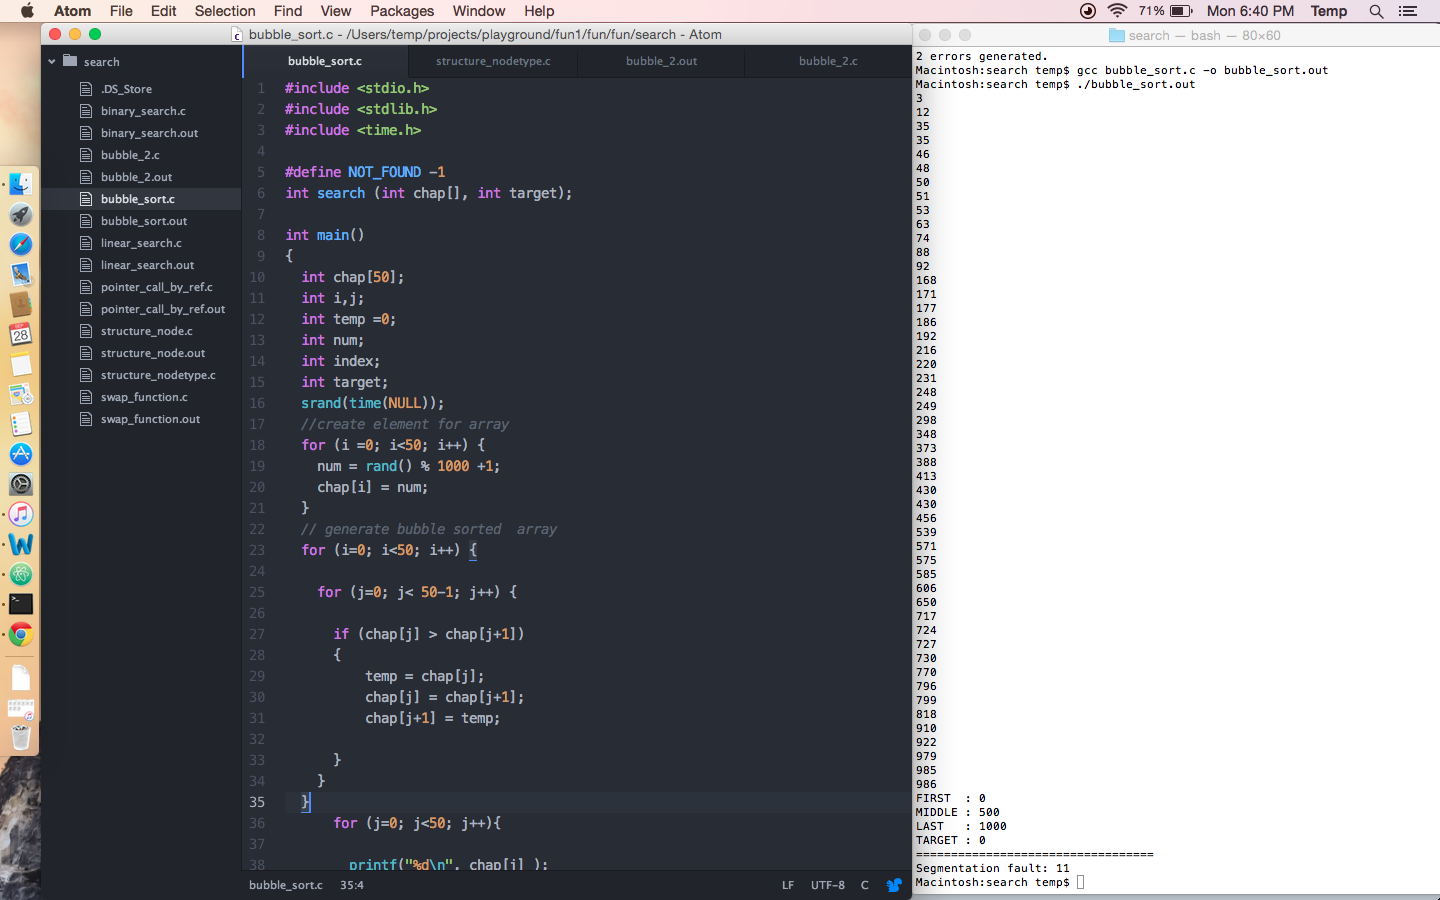 Atom File Edit Selection Find View Packages Window Help 71% Mon 6:40 PM Temp
bubble_sort.c - /Users/temp/projects/playground/fun1/fun/fun/search - Atom
search
.DS_Store
binary_search.c
binary_search.out
bubble_2.c
bubble_2.out
bubble_sort.c
bubble_sort.out
linear_search.c
linear_search.out
pointer_call_by_ref.c
pointer_call_by_ref.out
structure_node.c
structure_node.out
structure_nodetype.c
swap_function.c
swap_function.out
28
bubble_sort.c structure_nodetype.c bubble_2.out bubble_2.c
1 #include <stdio.h>
2 #include <stdlib.h>
3 #include <time.h>
4
5 #define NOT_FOUND -1
6 int search (int chap[], int target);
7
8 int main()
9 {
10 int chap[50];
11 int i,j;
12 int temp =0;
13 int num;
14 int index;
15 int target;
16 srand(time(NULL));
17 //create element for array
18 for (i =0; i<50; i++) {
19 num = rand() % 1000 +1;
20 chap[i] = num;
21 }
22 // generate bubble sorted  array
23 for (i=0; i<50; i++) {
24
25 for (j=0; j< 50-1; j++) {
26
27 if (chap[j] > chap[j+1])
28 {
29 temp = chap[j];
30 chap[j] = chap[j+1];
31 chap[j+1] = temp;
32
33 }
34 }
35 }
36 for (j=0; j<50; j++){
37
38 printf("%d\n", chap[j] );
bubble_sort.c 35:4 LF UTF-8 C
search — bash — 80×60
2 errors generated.
Macintosh:search temp$ gcc bubble_sort.c -o bubble_sort.out
Macintosh:search temp$ ./bubble_sort.out
3
12
35
35
46
48
50
51
53
63
74
88
92
168
171
177
186
192
216
220
231
248
249
298
348
373
388
413
430
430
456
539
571
575
585
606
650
717
724
727
730
770
796
799
818
910
922
979
985
986
FIRST  : 0
MIDDLE : 500
LAST   : 1000
TARGET : 0
==================================
Segmentation fault: 11
Macintosh:search temp$